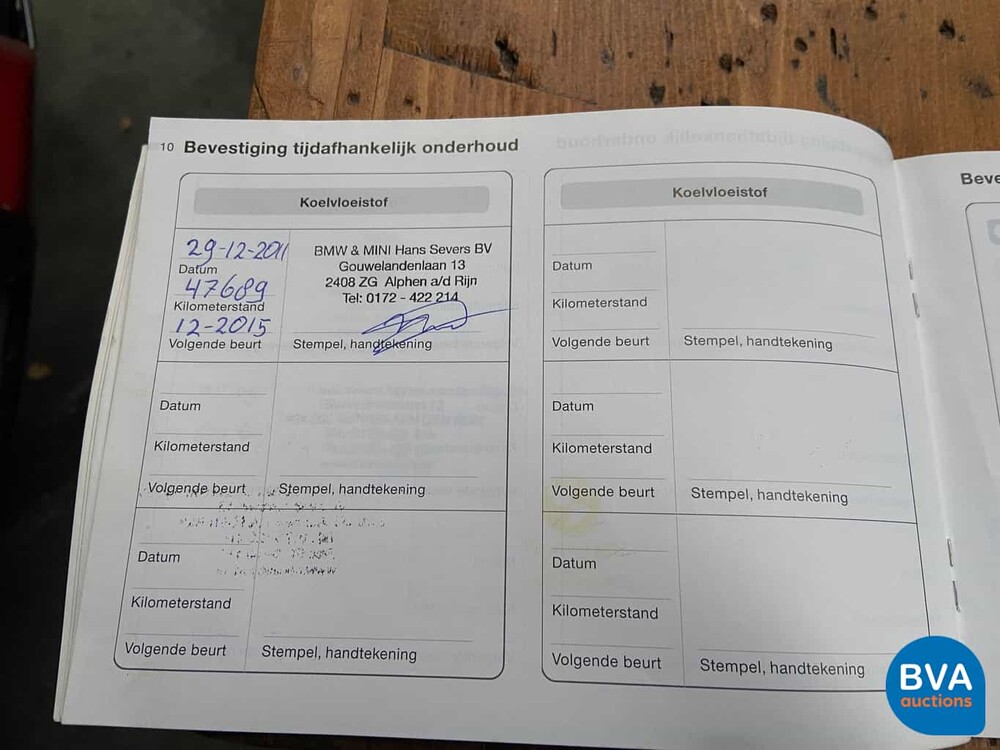 10 Bevestiging tijdafhankelijk onderhoud
Koelvloeistof
29-12-2011
Datum
47689
Kilometerstand
12-2015
Volgende beurt
BMW & MINI Hans Severs BV
Gouwelandenlaan 13
2408 ZG Alphen a/d Rijn
Tel: 0172 - 422 214
Stempel, handtekening
Datum
Kilometerstand
Volgende beurt
Stempel, handtekening
Datum
Kilometerstand
Volgende beurt
Stempel, handtekening
Koelvloeistof
Datum
Kilometerstand
Volgende beurt
Stempel, handtekening
Datum
Kilometerstand
Volgende beurt
Stempel, handtekening
Datum
Kilometerstand
Volgende beurt
Stempel, handtekening
Beve
BVA
auctions